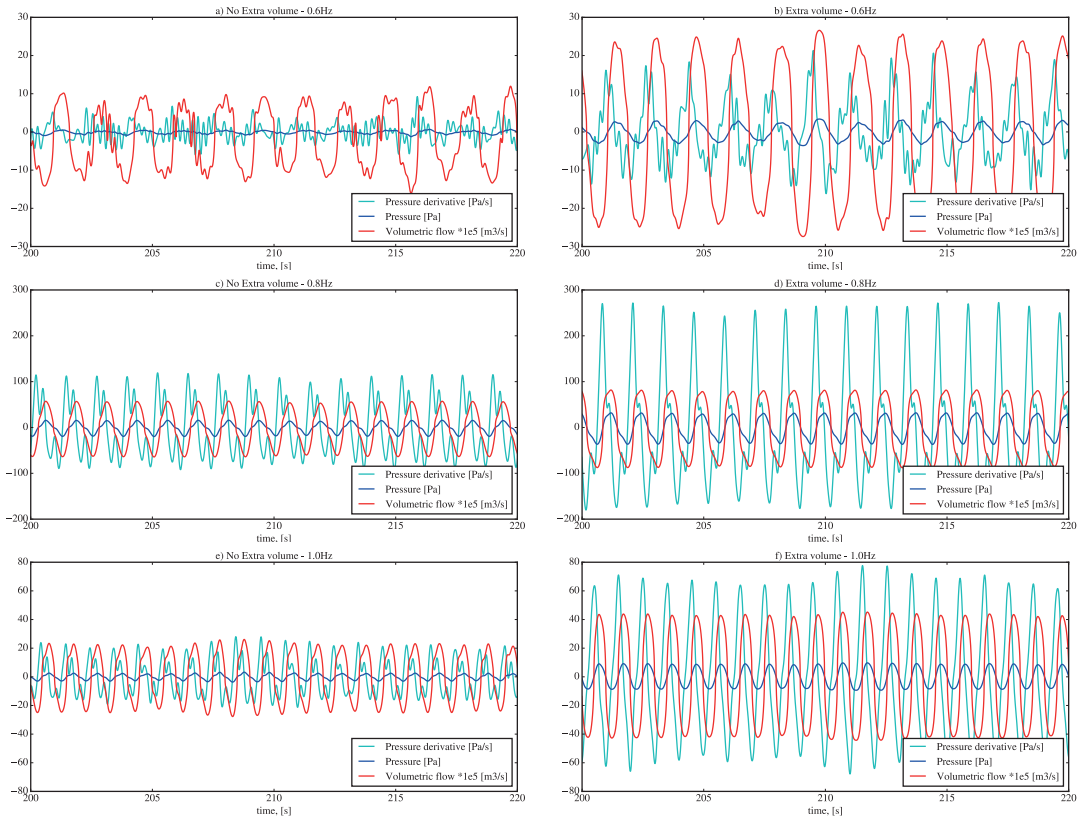 a) No Extra volume - 0.6Hz
30
20
10
0
−10
−20
−30
200
205
210
215
220
time, [s]
Pressure derivative [Pa/s]
Pressure [Pa]
Volumetric flow *1e5 [m3/s]
b) Extra volume - 0.6Hz
30
20
10
0
−10
−20
−30
200
205
210
215
220
time, [s]
Pressure derivative [Pa/s]
Pressure [Pa]
Volumetric flow *1e5 [m3/s]
c) No Extra volume - 0.8Hz
300
200
100
0
−100
−200
200
205
210
215
220
time, [s]
Pressure derivative [Pa/s]
Pressure [Pa]
Volumetric flow *1e5 [m3/s]
d) Extra volume - 0.8Hz
300
200
100
0
−100
−200
200
205
210
215
220
time, [s]
Pressure derivative [Pa/s]
Pressure [Pa]
Volumetric flow *1e5 [m3/s]
e) No Extra volume - 1.0Hz
80
60
40
20
0
−20
−40
−60
−80
200
205
210
215
220
time, [s]
Pressure derivative [Pa/s]
Pressure [Pa]
Volumetric flow *1e5 [m3/s]
f) Extra volume - 1.0Hz
80
60
40
20
0
−20
−40
−60
−80
200
205
210
215
220
time, [s]
Pressure derivative [Pa/s]
Pressure [Pa]
Volumetric flow *1e5 [m3/s]